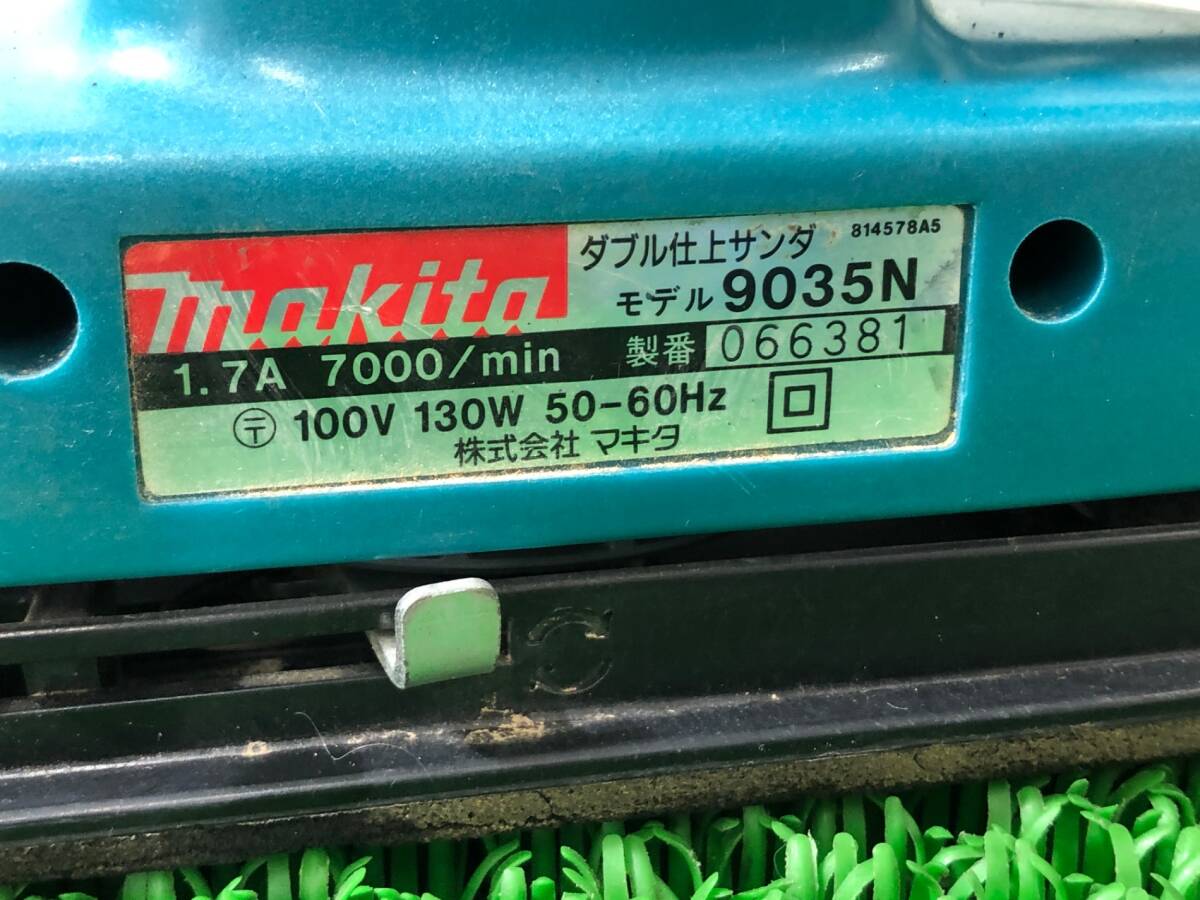 makita
ダブル仕上サンダ 814578A5
モデル 9035N
1.7A 7000/min 製番 066381
〒 100V 130W 50-60Hz
株式会社 マキタ